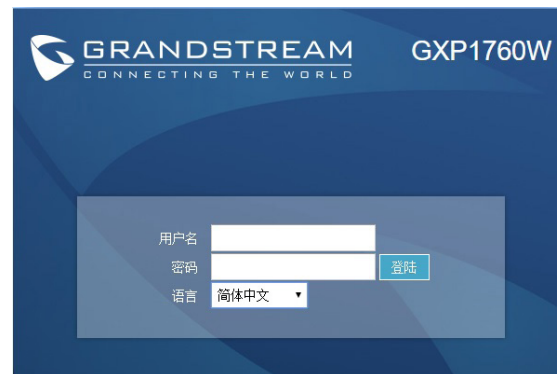 GRANDSTREAM
CONNECTING THE WORLD
GXP1760W
用户名
密码
登陆
语言
简体中文